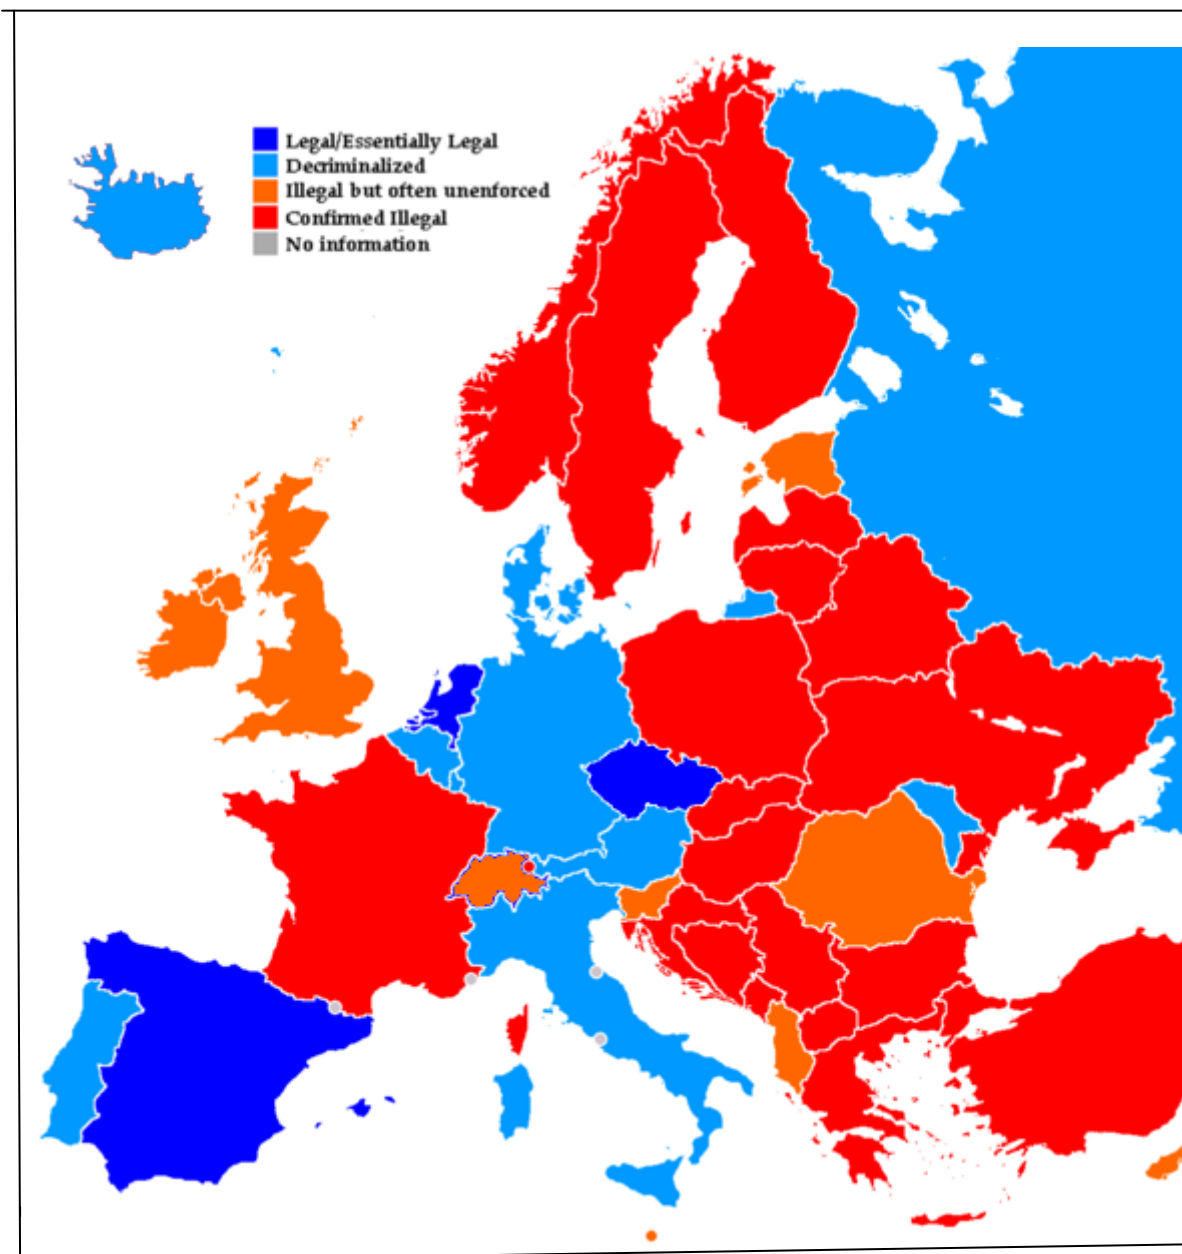 Legal/Essentially Legal
Decriminalized
Illegal but often unenforced
Confirmed Illegal
No information